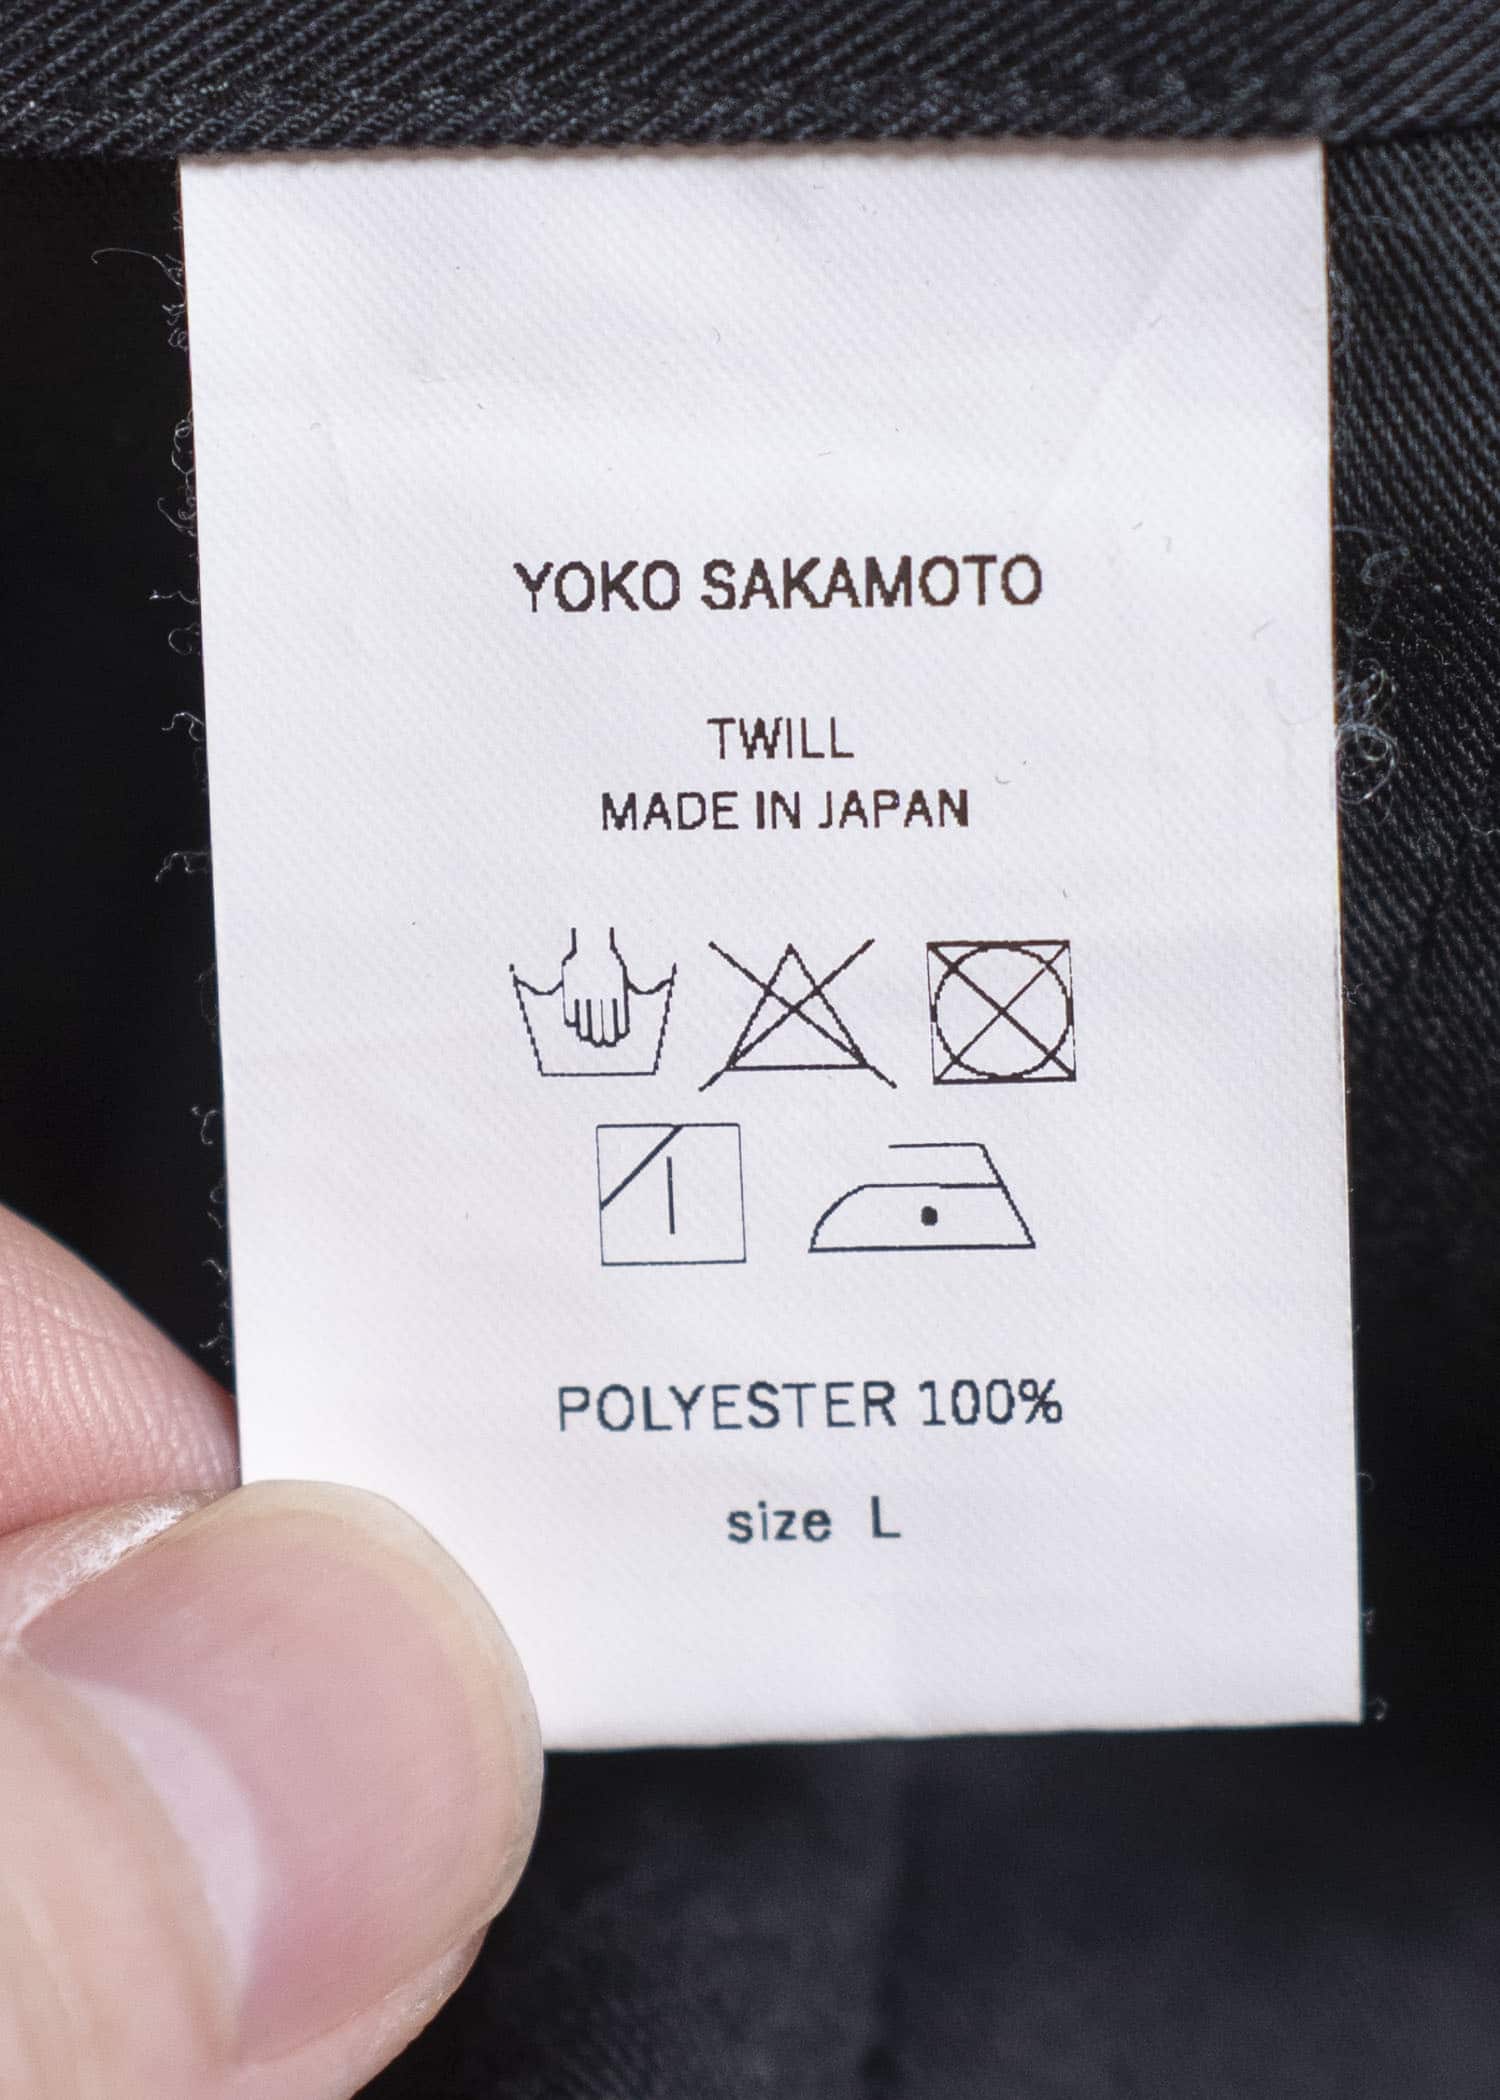 YOKO SAKAMOTO
TWILL
MADE IN JAPAN
POLYESTER 100%
size L